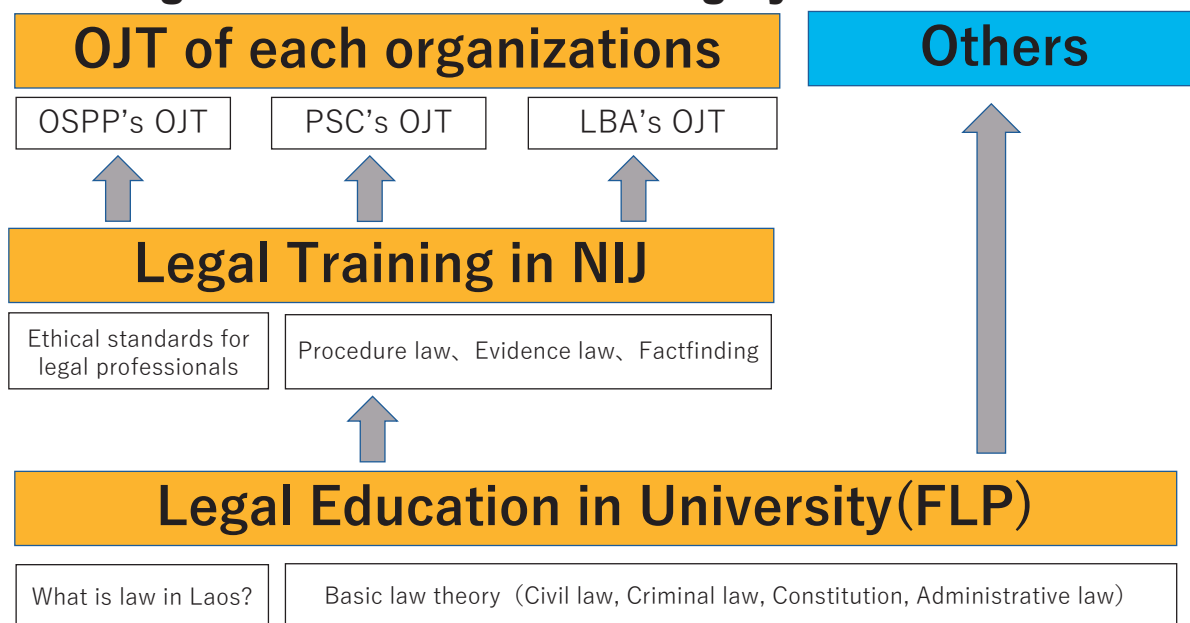 OJT of each organizations
Others
OSPP's OJT
PSC's OJT
LBA's OJT
Legal Training in NIJ
Ethical standards for
legal professionals
Procedure law、Evidence law、Factfinding
Legal Education in University(FLP)
What is law in Laos?
Basic law theory（Civil law, Criminal law, Constitution, Administrative law）